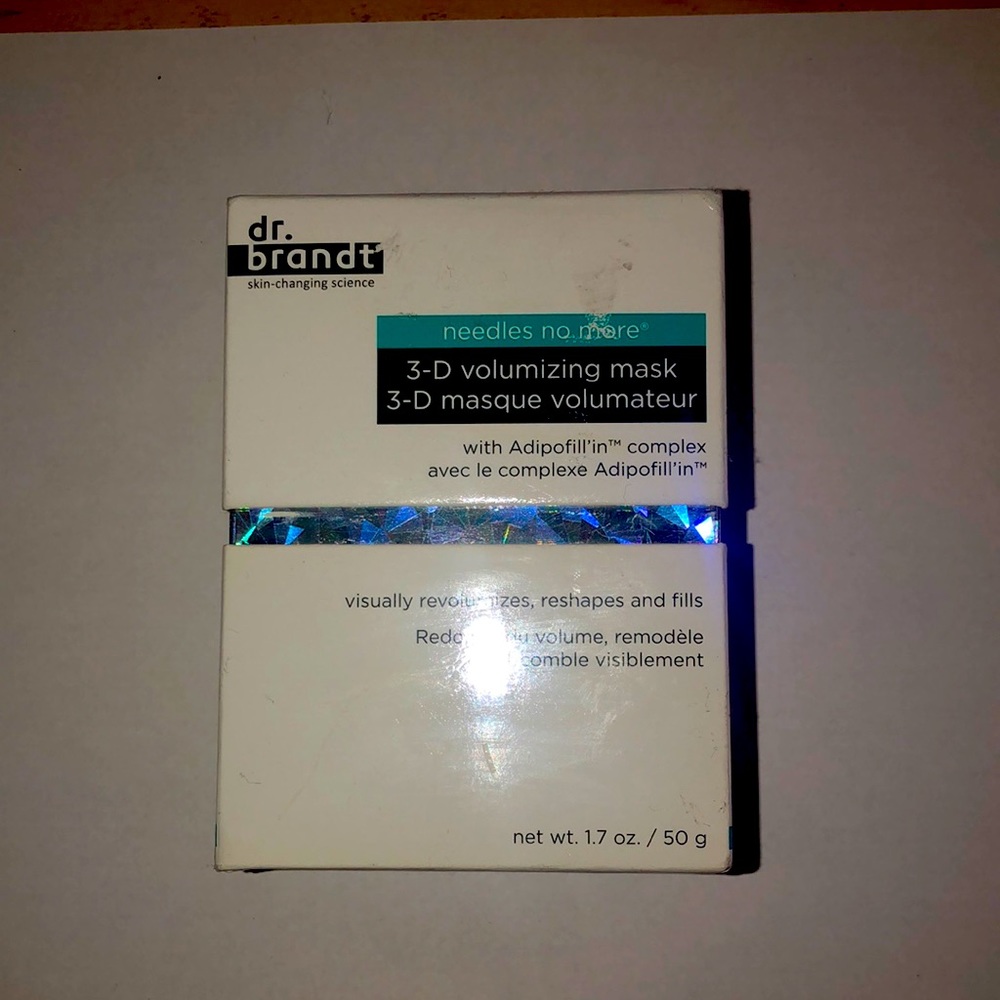 dr.
brandt
skin-changing science
needles no more®
3-D volumizing mask
3-D masque volumateur
with Adipofill'in™ complex
avec le complexe Adipofill'in™
visually reshapes and fills
volume, remodèle
comble visiblement
net wt. 1.7 oz. / 50 g